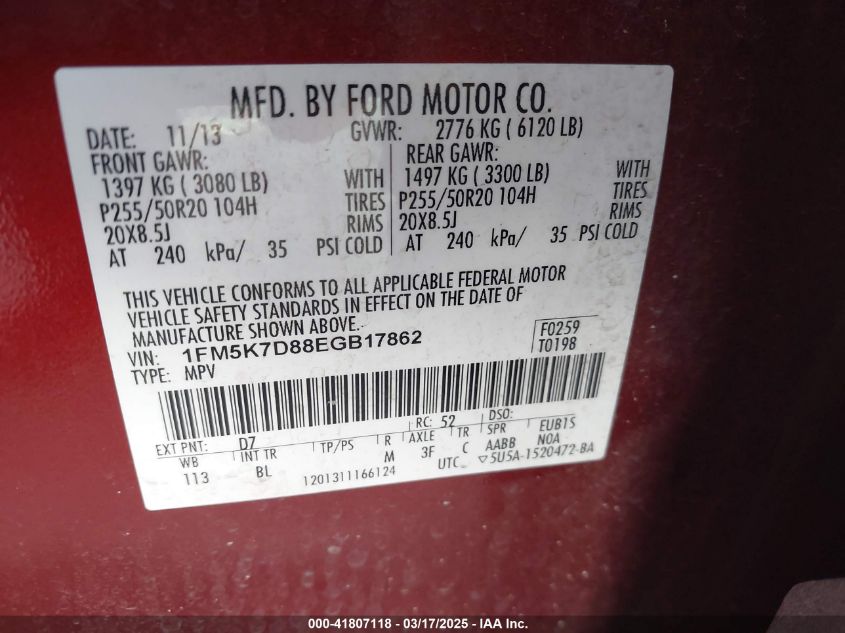 MFD. BY FORD MOTOR CO.
DATE: 11/13 GVWR: 2776 KG ( 6120 LB)
FRONT GAWR: REAR GAWR:
1397 KG ( 3080 LB) WITH 1497 KG ( 3300 LB) WITH
P255/50R20 104H TIRES P255/50R20 104H TIRES
20X8.5J RIMS 20X8.5J RIMS
AT 240 kPa/ 35 PSI COLD AT 240 kPa/ 35 PSI COLD
THIS VEHICLE CONFORMS TO ALL APPLICABLE FEDERAL MOTOR
VEHICLE SAFETY STANDARDS IN EFFECT ON THE DATE OF
MANUFACTURE SHOWN ABOVE.
VIN: 1FM5K7D88EGB17862 F0259
TYPE: MPV T0198
EXT PNT: D7 RC: 52 DSO:
WB INT TR TP/PS R AXLE TR SPR EUB1S
113 BL M 3F C AABB N0A
1201311166124 UTC ▽5U5A-1520472-BA
000-41807118 - 03/17/2025 - IAA Inc.